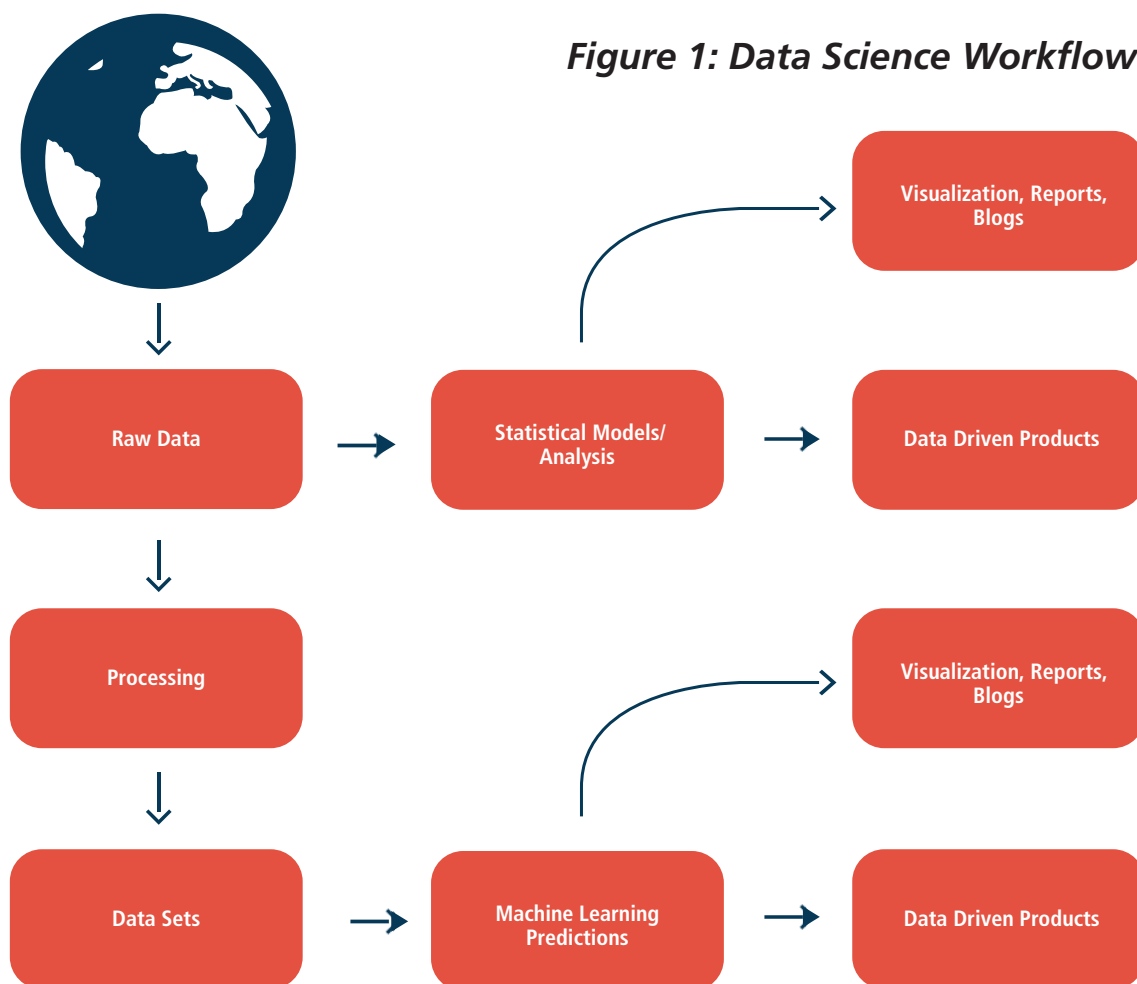 Figure 1: Data Science Workflow
Visualization, Reports,
Blogs
Raw Data
Statistical Models/
Analysis
Data Driven Products
Processing
Visualization, Reports,
Blogs
Data Sets
Machine Learning
Predictions
Data Driven Products